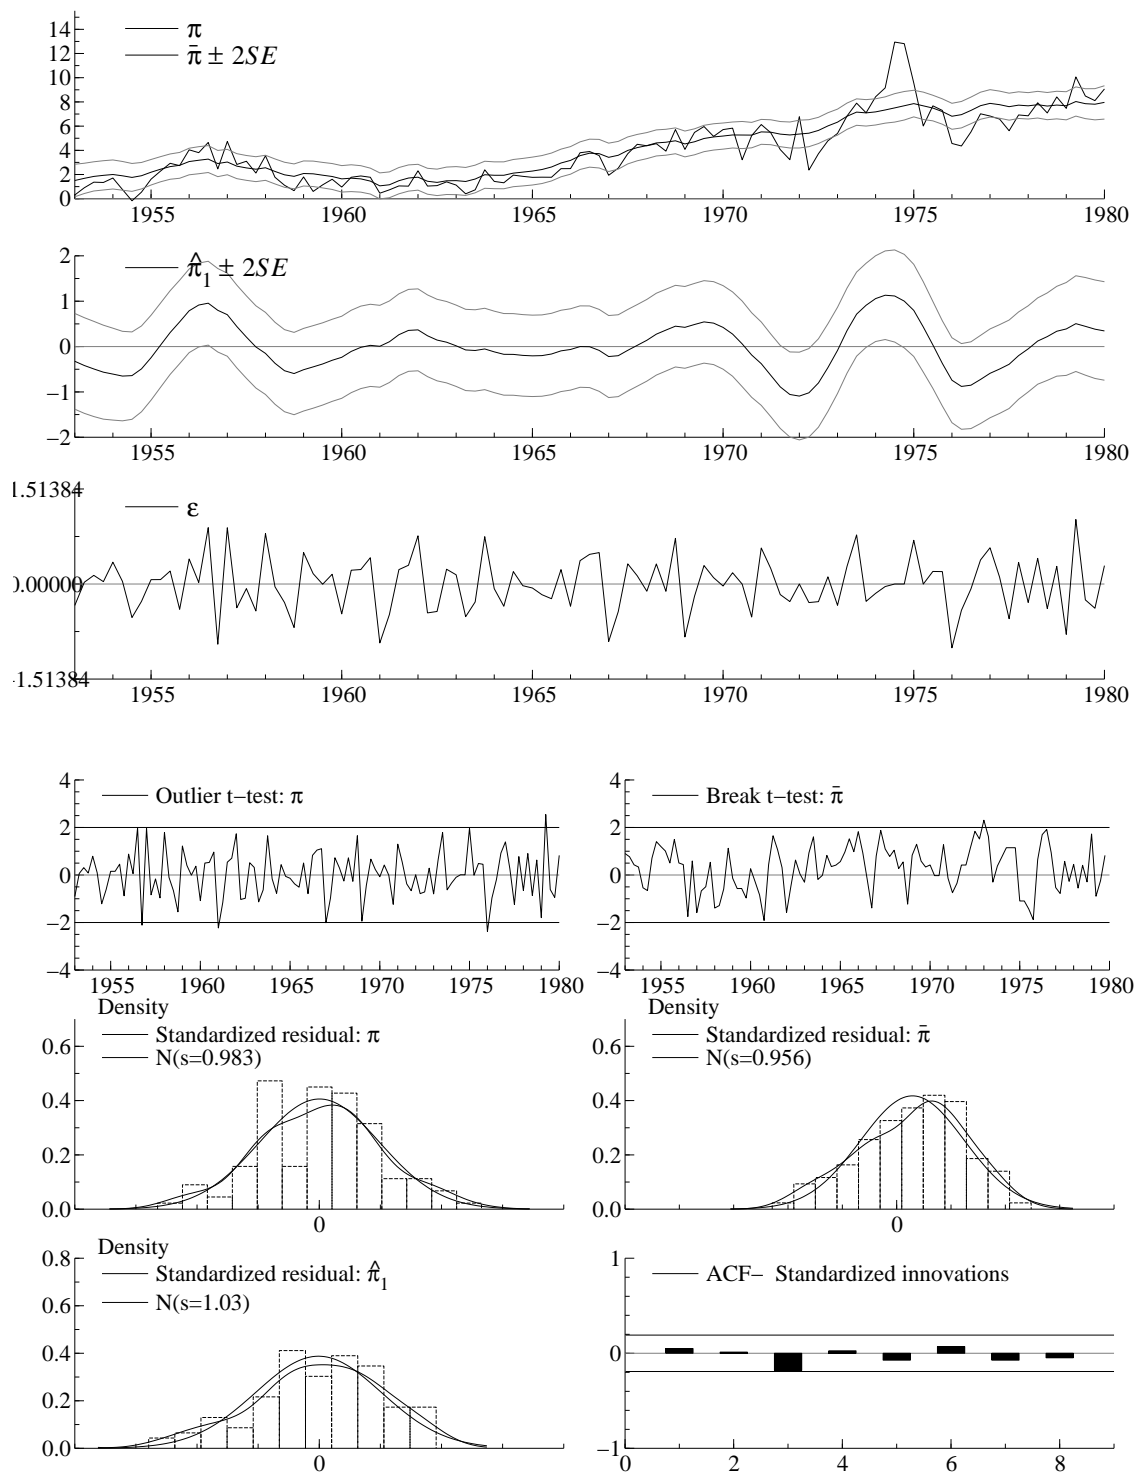 14
π
12
π̄ ± 2SE
10
8
6
4
2
0
1955 1960 1965 1970 1975 1980
2
π̂₁ ± 2SE
1
0
−1
−2
1955 1960 1965 1970 1975 1980
1.51384
ε
0.00000
-1.51384
1955 1960 1965 1970 1975 1980
4 4
Outlier t−test: π Break t−test: π̄
2 2
0 0
−2 −2
−4 −4
1955 1960 1965 1970 1975 1980 1955 1960 1965 1970 1975 1980
Density Density
Standardized residual: π Standardized residual: π̄
0.6 0.6
N(s=0.983) N(s=0.956)
0.4 0.4
0.2 0.2
0.0 0.0
0 0
Density
0.8 1
Standardized residual: π̂₁ ACF− Standardized innovations
N(s=1.03)
0.4 0
0.0 −1
0 0 2 4 6 8